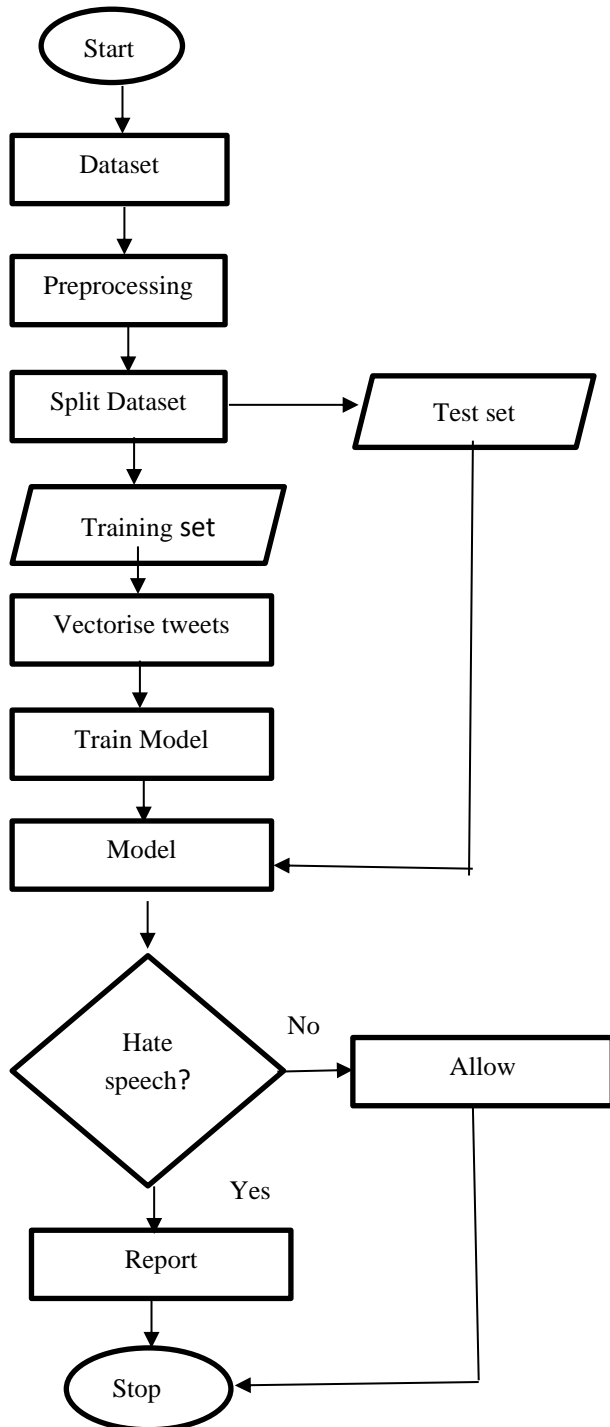 Start
Dataset
Preprocessing
Split Dataset
Test set
Training set
Vectorise tweets
Train Model
Model
Hate
speech?
No
Allow
Yes
Report
Stop